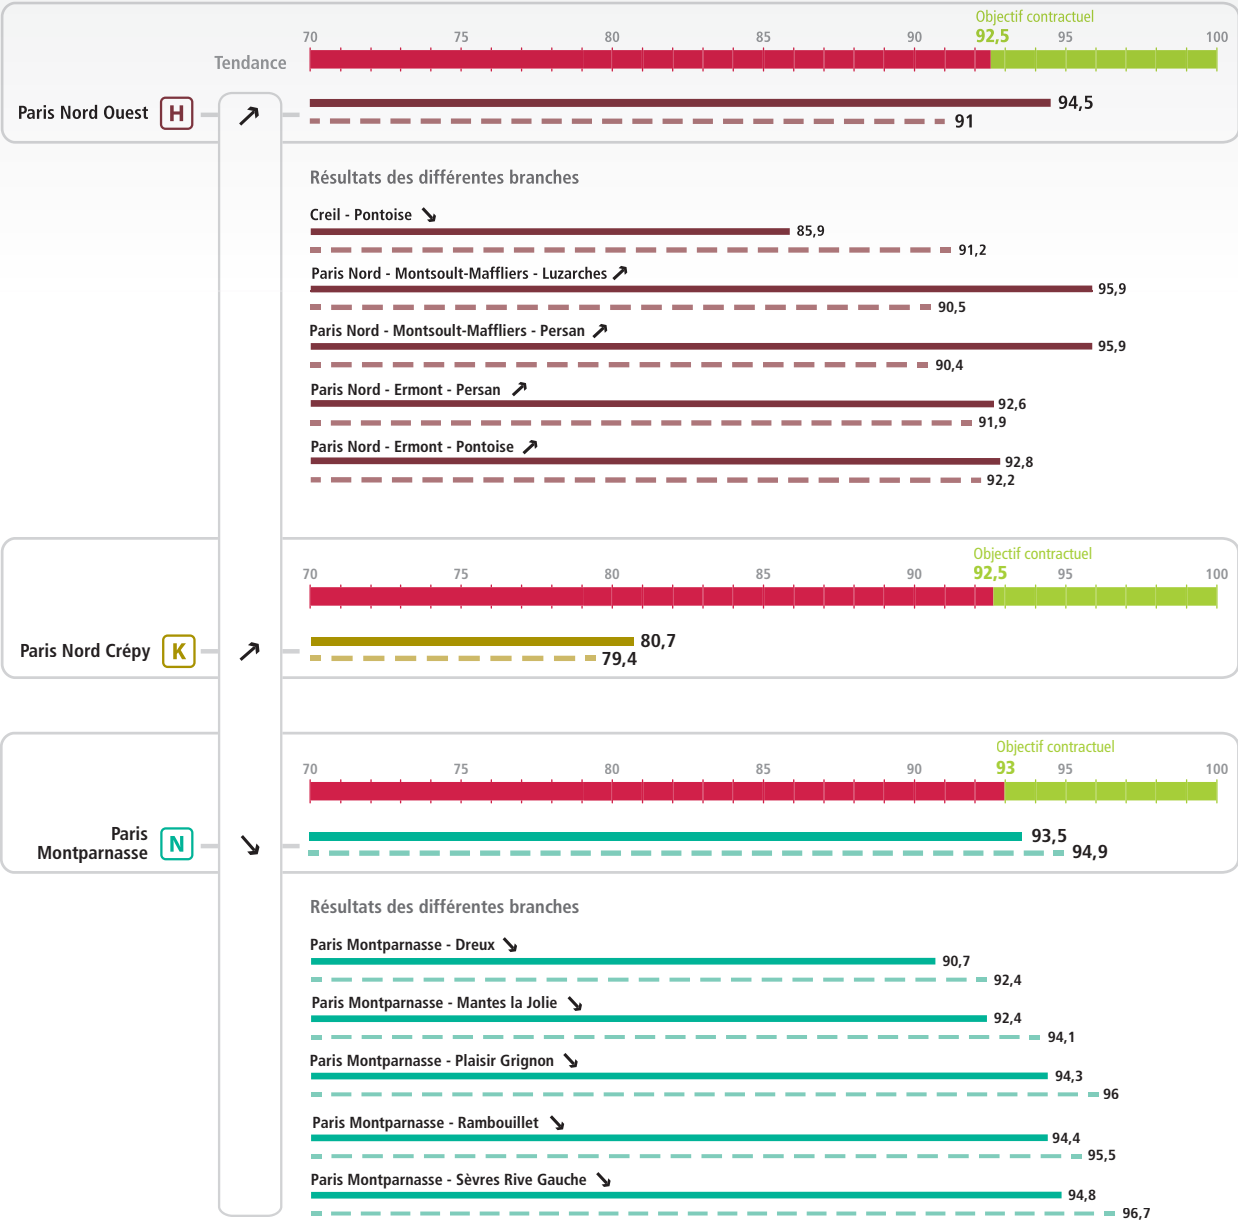 Objectif contractuel
70 75 80 85 90 92,5 95 100
Tendance
Paris Nord Ouest H
94,5
91
Résultats des différentes branches
Creil - Pontoise
85,9
91,2
Paris Nord - Montsoult-Maffliers - Luzarches
95,9
90,5
Paris Nord - Montsoult-Maffliers - Persan
95,9
90,4
Paris Nord - Ermont - Persan
92,6
91,9
Paris Nord - Ermont - Pontoise
92,8
92,2
Objectif contractuel
70 75 80 85 90 92,5 95 100
Paris Nord Crépy K
80,7
79,4
Objectif contractuel
70 75 80 85 90 93 95 100
Paris
Montparnasse
N
93,5
94,9
Résultats des différentes branches
Paris Montparnasse - Dreux
90,7
92,4
Paris Montparnasse - Mantes la Jolie
92,4
94,1
Paris Montparnasse - Plaisir Grignon
94,3
96
Paris Montparnasse - Rambouillet
94,4
95,5
Paris Montparnasse - Sèvres Rive Gauche
94,8
96,7